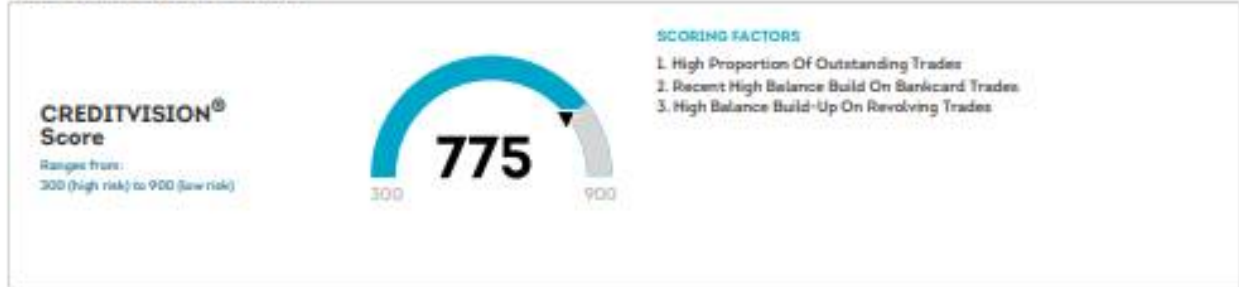 CREDITVISION®
Score
Ranges from:
300 (high risk) to 900 (low risk)
775
300
900
SCORING FACTORS
1. High Proportion Of Outstanding Trades
2. Recent High Balance Build On Bankcard Trades
3. High Balance Build-Up On Revolving Trades